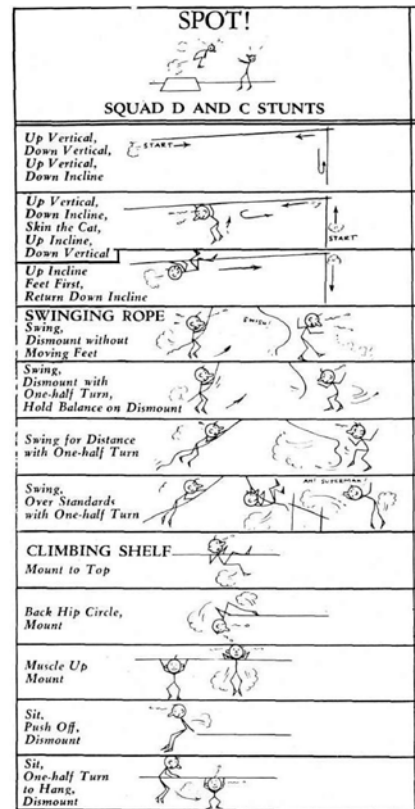 SPOT!
SQUAD D AND C STUNTS
Up Vertical,
Down Vertical,
Up Vertical,
Down Incline
START
Up Vertical,
Down Incline,
Skin the Cat,
Up Incline,
Down Vertical
START
Up Incline
Feet First,
Return Down Incline
SWINGING ROPE
Swing,
Dismount without
Moving Feet
SWISH!
Swing,
Dismount with
One-half Turn,
Hold Balance on Dismount
Swing for Distance
with One-half Turn
Swing,
Over Standards
with One-half Turn
AH! SUPERMAN!
CLIMBING SHELF
Mount to Top
Back Hip Circle,
Mount
Muscle Up
Mount
Sit,
Push Off,
Dismount
Sit,
One-half Turn
to Hang,
Dismount